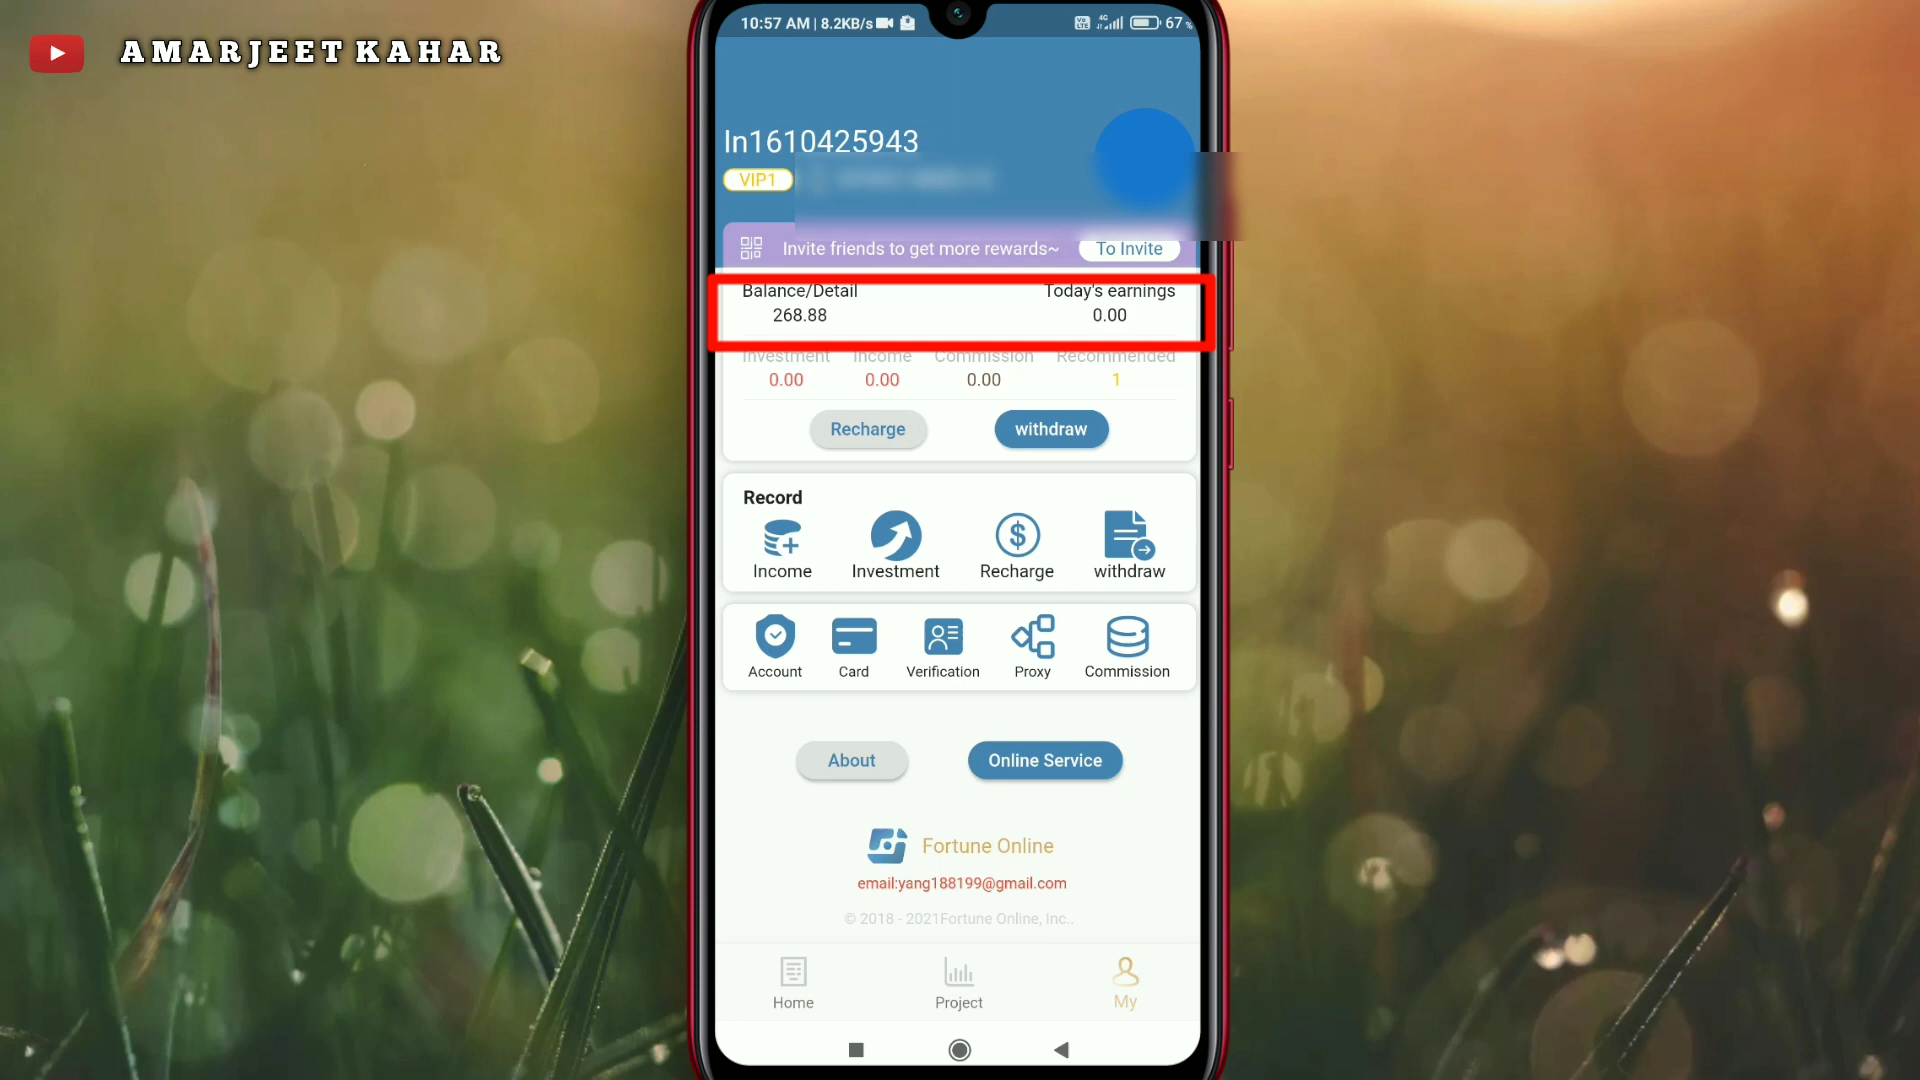 AMARJEET KAHAR
10:57 AM | 8.2KB/s
4G
67 %
In1610425943
VIP1
Invite friends to get more rewards~ To Invite
Balance/Detail Today's earnings
268.88 0.00
Investment Income Commission Recommended
0.00 0.00 0.00 1
Recharge withdraw
Record
Income Investment Recharge withdraw
Account Card Verification Proxy Commission
About Online Service
Fortune Online
email:yang188199@gmail.com
© 2018 - 2021Fortune Online, Inc..
Home Project My